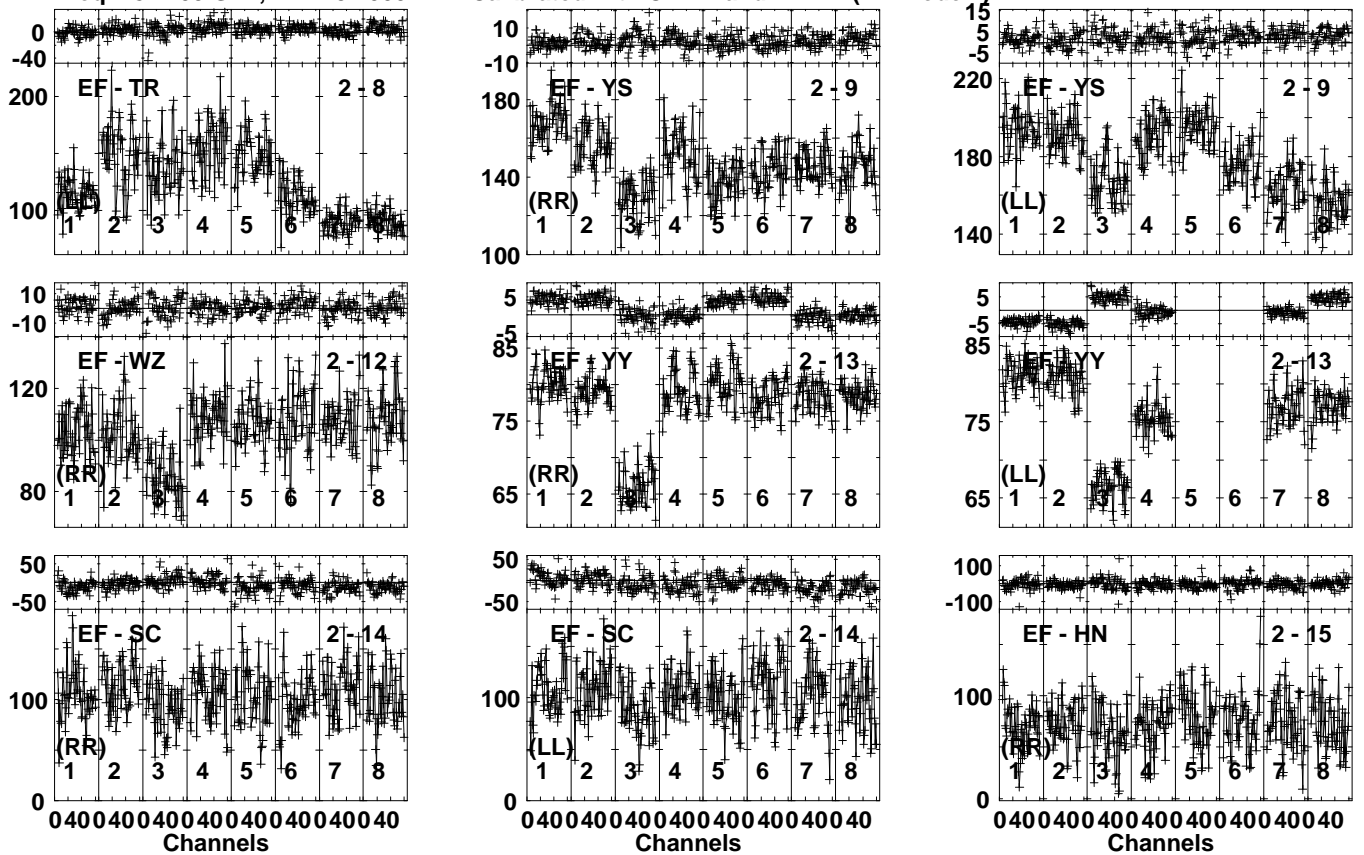 0
-40
EF - TR 2 - 8
200
100
(LL)
1 2 3 4 5 6 7 8
10
-10
EF - YS 2 - 9
180
140
100
(RR)
1 2 3 4 5 6 7 8
15
5
-5
EF - YS 2 - 9
220
180
140
(LL)
1 2 3 4 5 6 7 8
10
-10
EF - WZ 2 - 12
120
80
(RR)
1 2 3 4 5 6 7 8
5
-5
EF - YY 2 - 13
85
75
65
(RR)
1 2 3 4 5 6 7 8
5
-5
EF - YY 2 - 13
85
75
65
(LL)
1 2 3 4 5 6 7 8
50
-50
EF - SC 2 - 14
100
0
(RR)
1 2 3 4 5 6 7 8
0 40 0 40 0 40 0 40 0 40 0 40 0 40 0 40
Channels
50
-50
EF - SC 2 - 14
100
0
(LL)
1 2 3 4 5 6 7 8
0 40 0 40 0 40 0 40 0 40 0 40 0 40 0 40
Channels
100
-100
EF - HN 2 - 15
100
0
(RR)
1 2 3 4 5 6 7 8
0 40 0 40 0 40 0 40 0 40 0 40 0 40 0 40
Channels